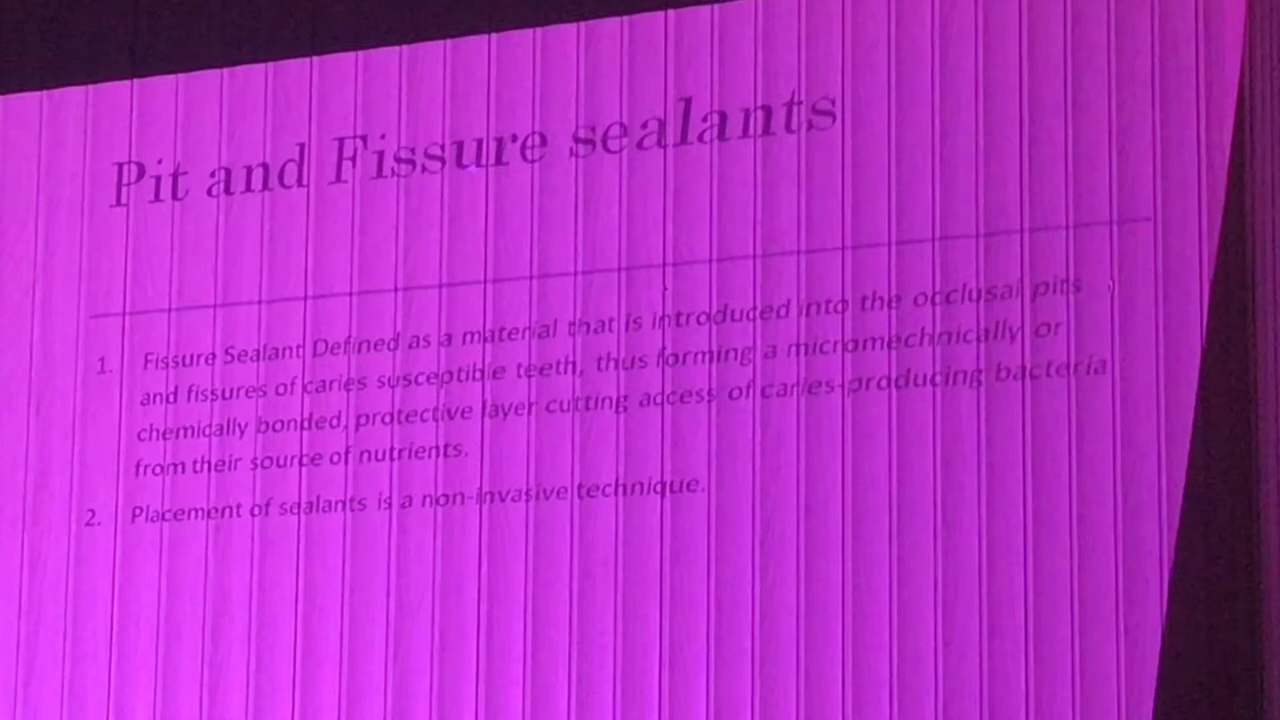 Pit and Fissure sealants
1. Fissure Sealant Defined as a material that is introduced into the occlusal pits
and fissures of caries susceptible teeth, thus forming a micromechnically or
chemically bonded, protective layer cutting access of caries-producing bacteria
from their source of nutrients.
2. Placement of sealants is a non-invasive technique.